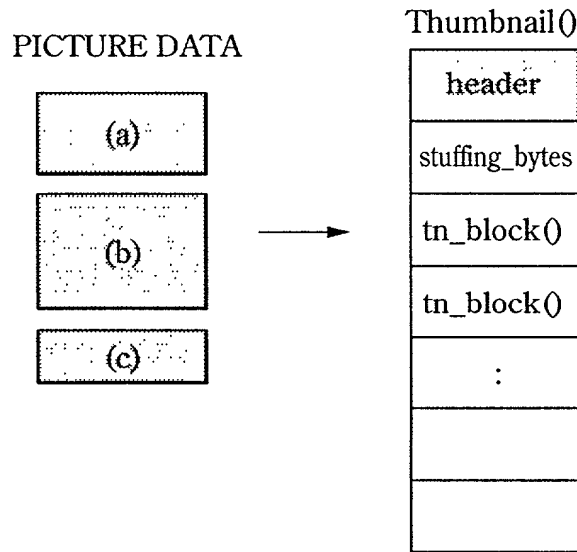 PICTURE DATA
(a)
(b)
(c)
Thumbnail()
header
stuffing_bytes
tn_block()
tn_block()
: